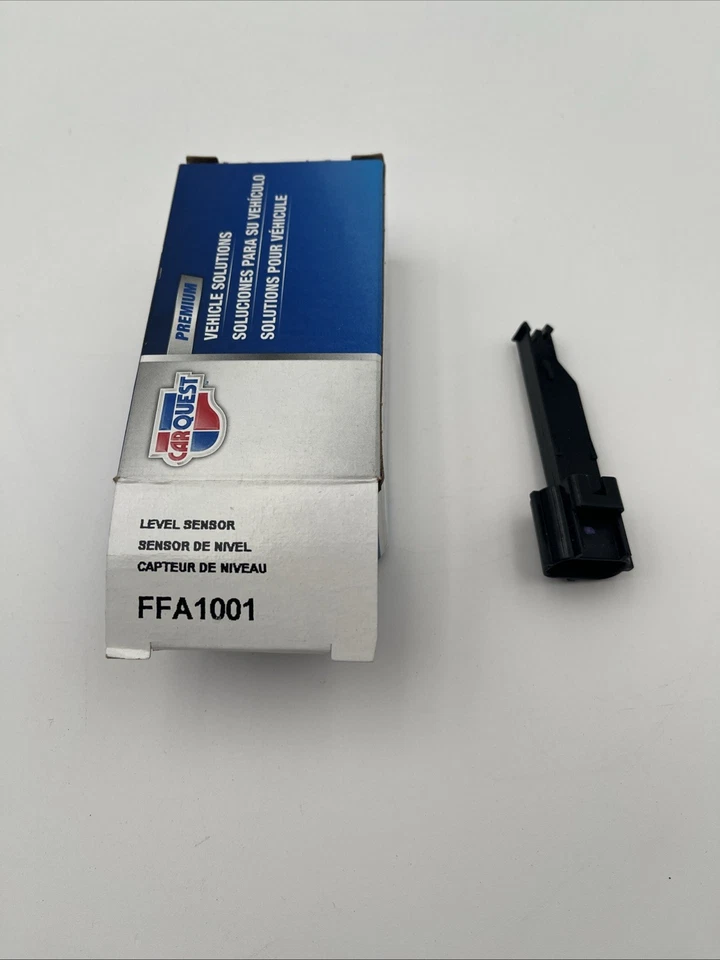 PREMIUM
VEHICLE SOLUTIONS
SOLUCIONES PARA SU VEHÍCULO
SOLUTIONS POUR VÉHICULE
CARQUEST
LEVEL SENSOR
SENSOR DE NIVEL
CAPTEUR DE NIVEAU
FFA1001